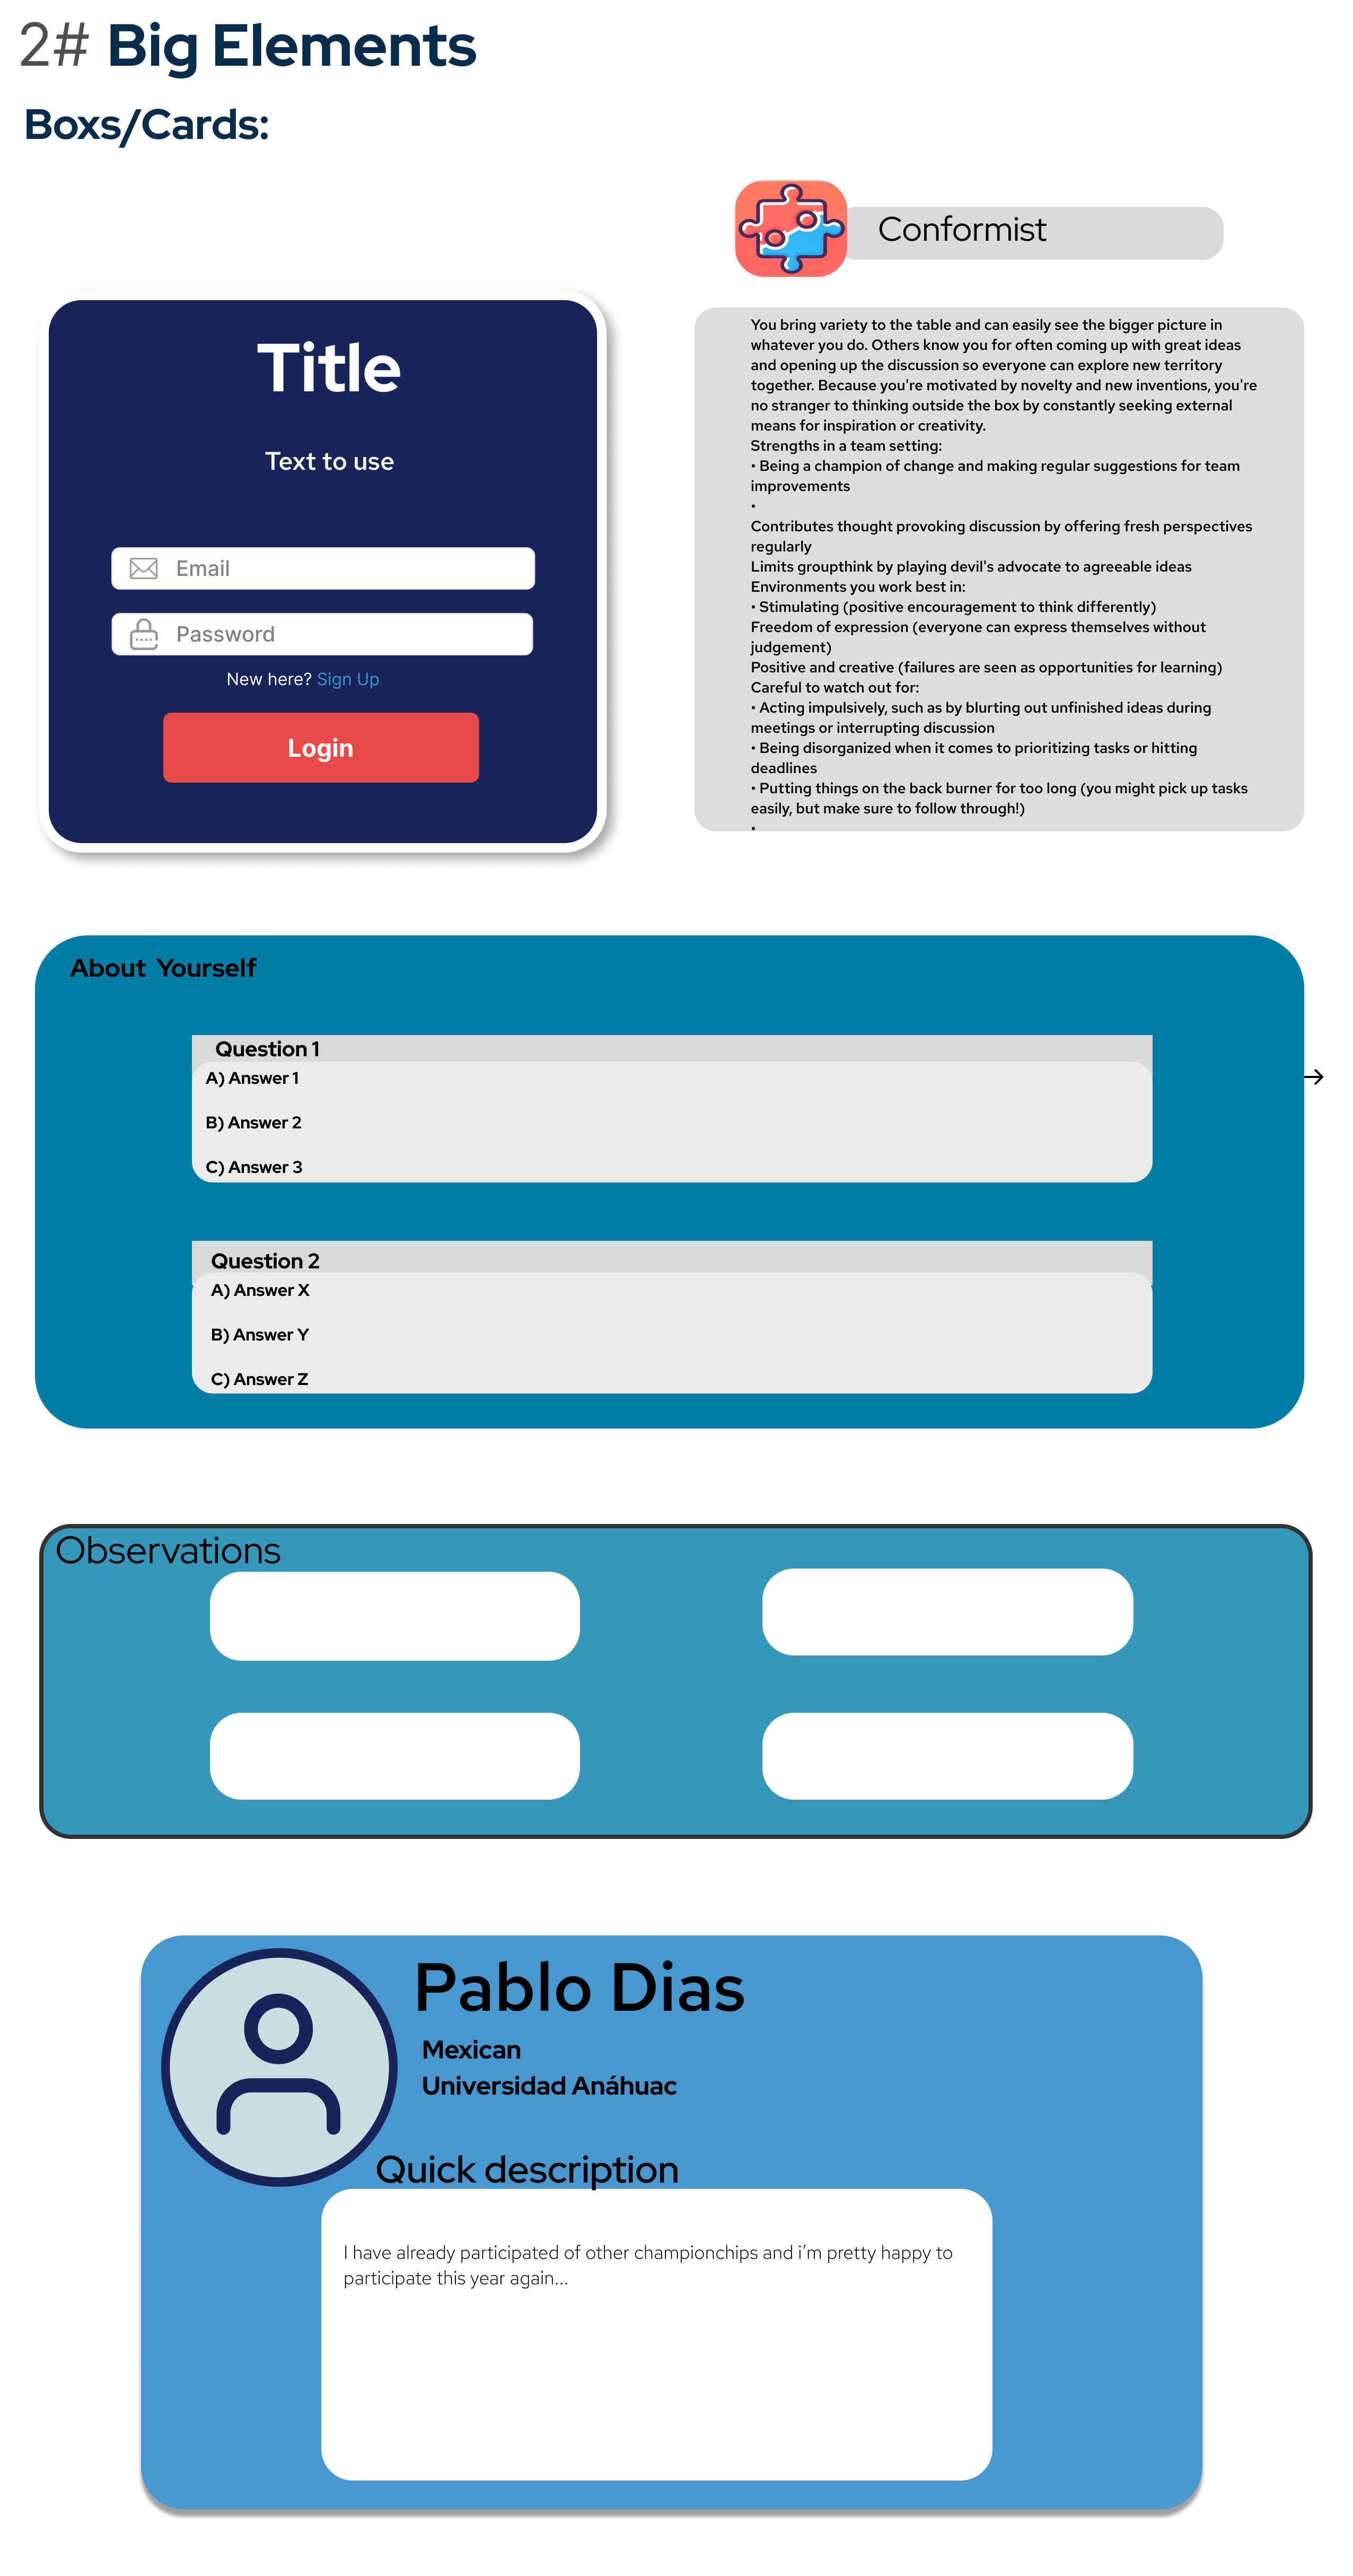 2# Big Elements
Boxs/Cards:
Conformist
Title
Text to use
Email
Password
New here? Sign Up
Login
You bring variety to the table and can easily see the bigger picture in
whatever you do. Others know you for often coming up with great ideas
and opening up the discussion so everyone can explore new territory
together. Because you're motivated by novelty and new inventions, you're
no stranger to thinking outside the box by constantly seeking external
means for inspiration or creativity.
Strengths in a team setting:
• Being a champion of change and making regular suggestions for team
improvements
•
Contributes thought provoking discussion by offering fresh perspectives
regularly
Limits groupthink by playing devil's advocate to agreeable ideas
Environments you work best in:
• Stimulating (positive encouragement to think differently)
Freedom of expression (everyone can express themselves without
judgement)
Positive and creative (failures are seen as opportunities for learning)
Careful to watch out for:
• Acting impulsively, such as by blurting out unfinished ideas during
meetings or interrupting discussion
• Being disorganized when it comes to prioritizing tasks or hitting
deadlines
• Putting things on the back burner for too long (you might pick up tasks
easily, but make sure to follow through!)
•
About Yourself
Question 1
A) Answer 1
B) Answer 2
C) Answer 3
Question 2
A) Answer X
B) Answer Y
C) Answer Z
Observations
Pablo Dias
Mexican
Universidad Anáhuac
Quick description
I have already participated of other championchips and i'm pretty happy to
participate this year again...